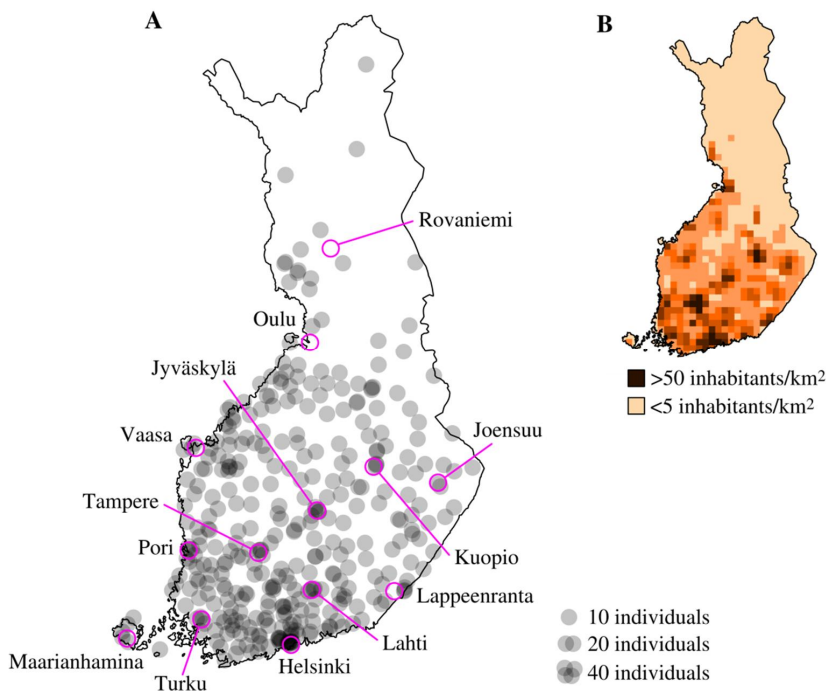 A
B
Rovaniemi
Oulu
Jyväskylä
>50 inhabitants/km²
<5 inhabitants/km²
Vaasa
Joensuu
Tampere
Pori
Kuopio
Lappeenranta
10 individuals
20 individuals
40 individuals
Maarianhamina
Turku
Helsinki
Lahti